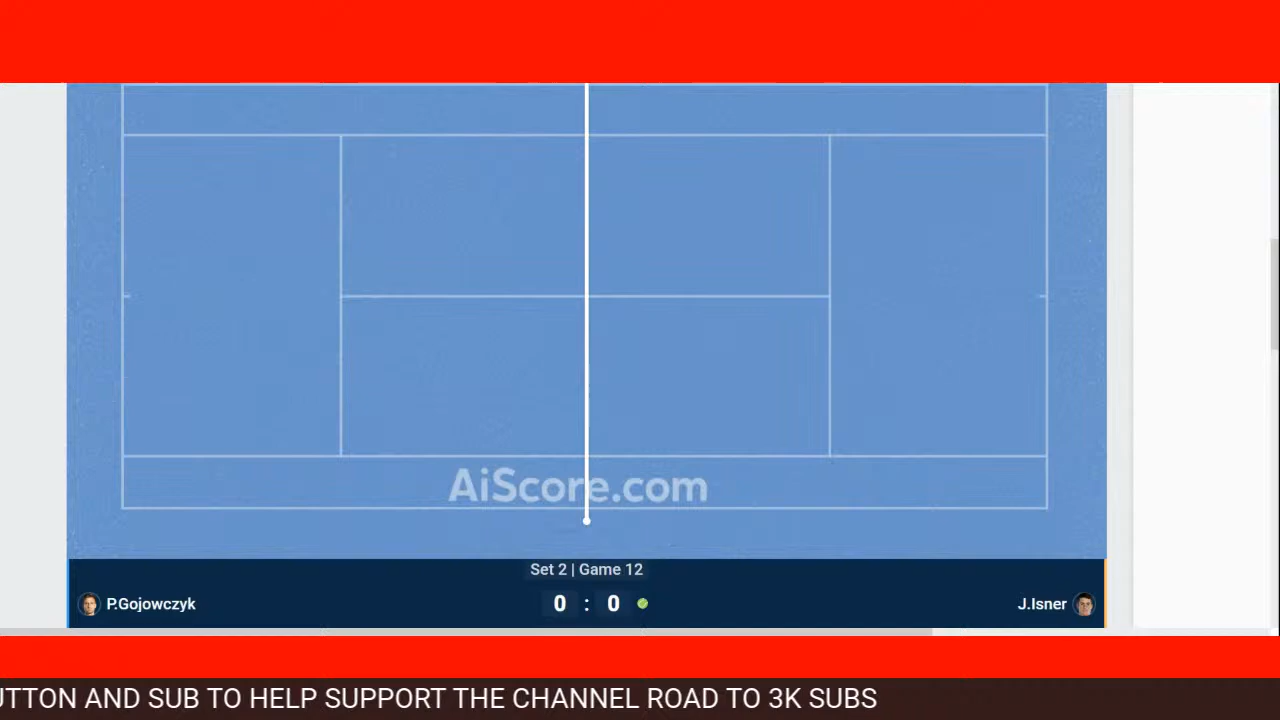 AiScore.com
Set 2 | Game 12
P.Gojowczyk
0 : 0
J.Isner
UTTON AND SUB TO HELP SUPPORT THE CHANNEL ROAD TO 3K SUBS